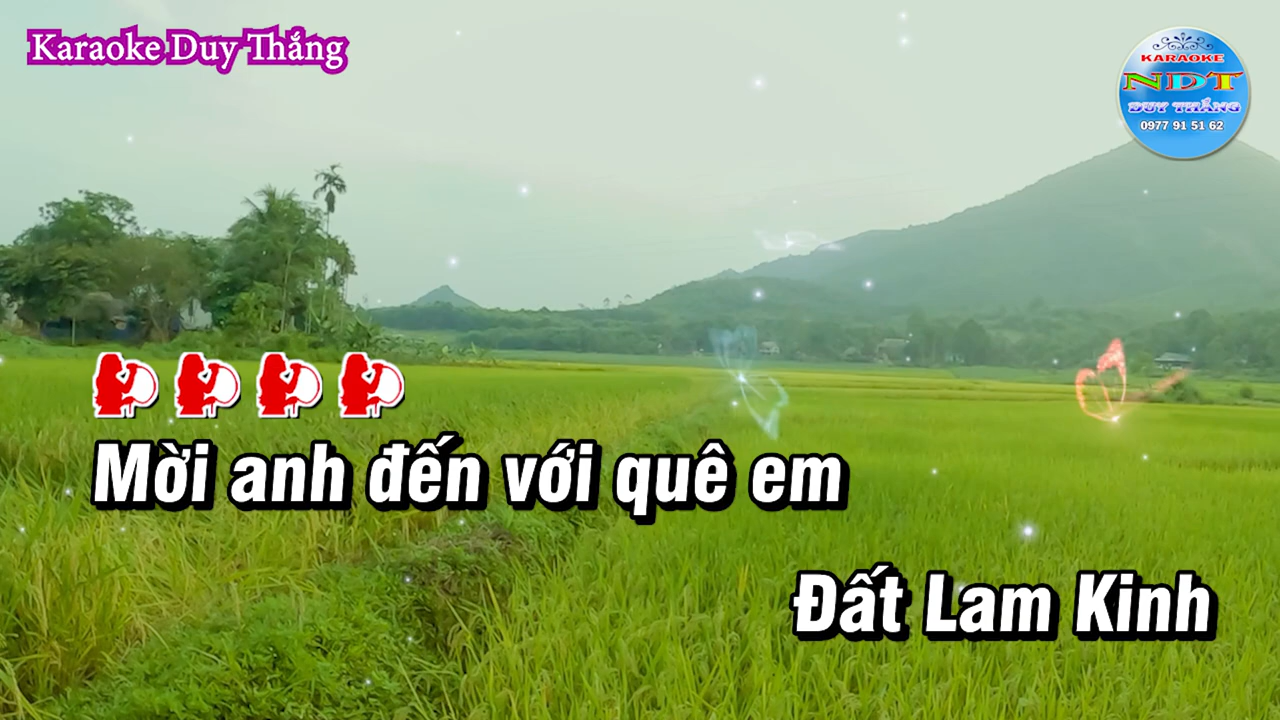 Karaoke Duy Thắng
KARAOKE
NDT
DUY THẮNG
0977 91 51 62
Mời anh đến với quê em
Đất Lam Kinh